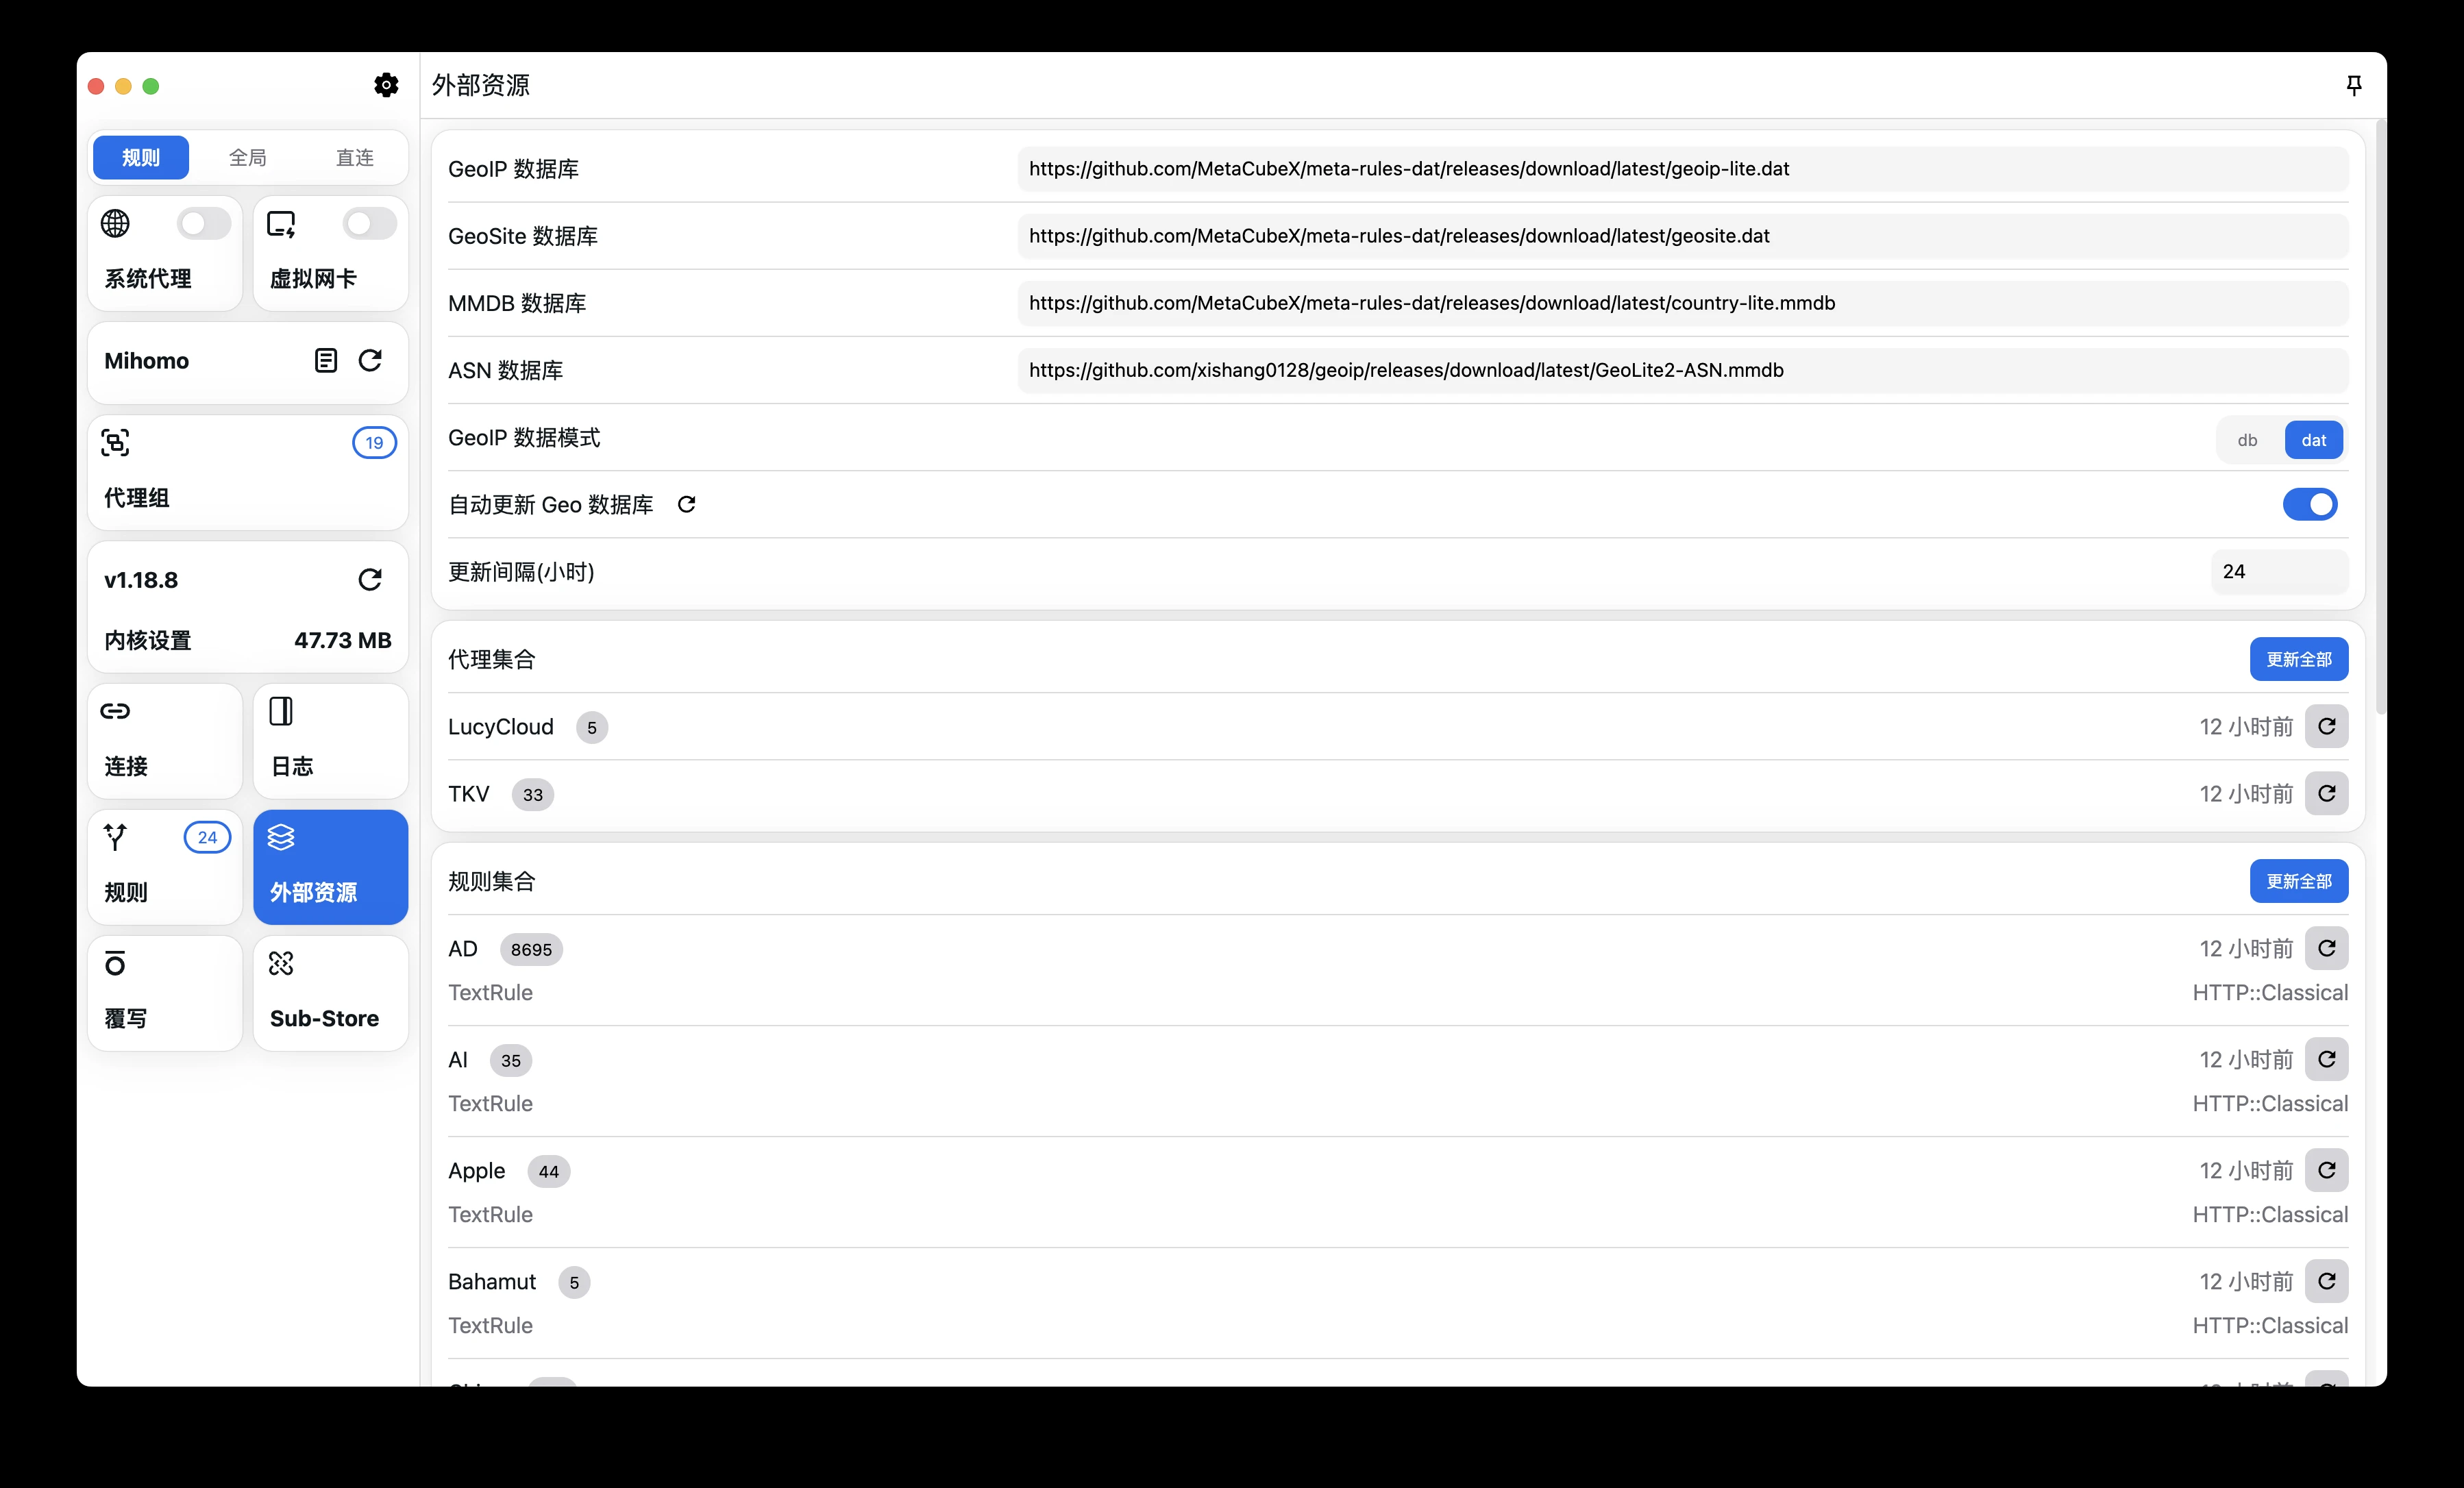 外部资源
规则 全局 直连
系统代理 虚拟网卡
Mihomo
19
代理组
v1.18.8
内核设置 47.73 MB
连接 日志
24
规则 外部资源
覆写 Sub-Store
GeoIP 数据库 https://github.com/MetaCubeX/meta-rules-dat/releases/download/latest/geoip-lite.dat
GeoSite 数据库 https://github.com/MetaCubeX/meta-rules-dat/releases/download/latest/geosite.dat
MMDB 数据库 https://github.com/MetaCubeX/meta-rules-dat/releases/download/latest/country-lite.mmdb
ASN 数据库 https://github.com/xishang0128/geoip/releases/download/latest/GeoLite2-ASN.mmdb
GeoIP 数据模式 db dat
自动更新 Geo 数据库
更新间隔(小时) 24
代理集合 更新全部
LucyCloud 5 12 小时前
TKV 33 12 小时前
规则集合 更新全部
AD 8695 12 小时前
TextRule HTTP::Classical
AI 35 12 小时前
TextRule HTTP::Classical
Apple 44 12 小时前
TextRule HTTP::Classical
Bahamut 5 12 小时前
TextRule HTTP::Classical